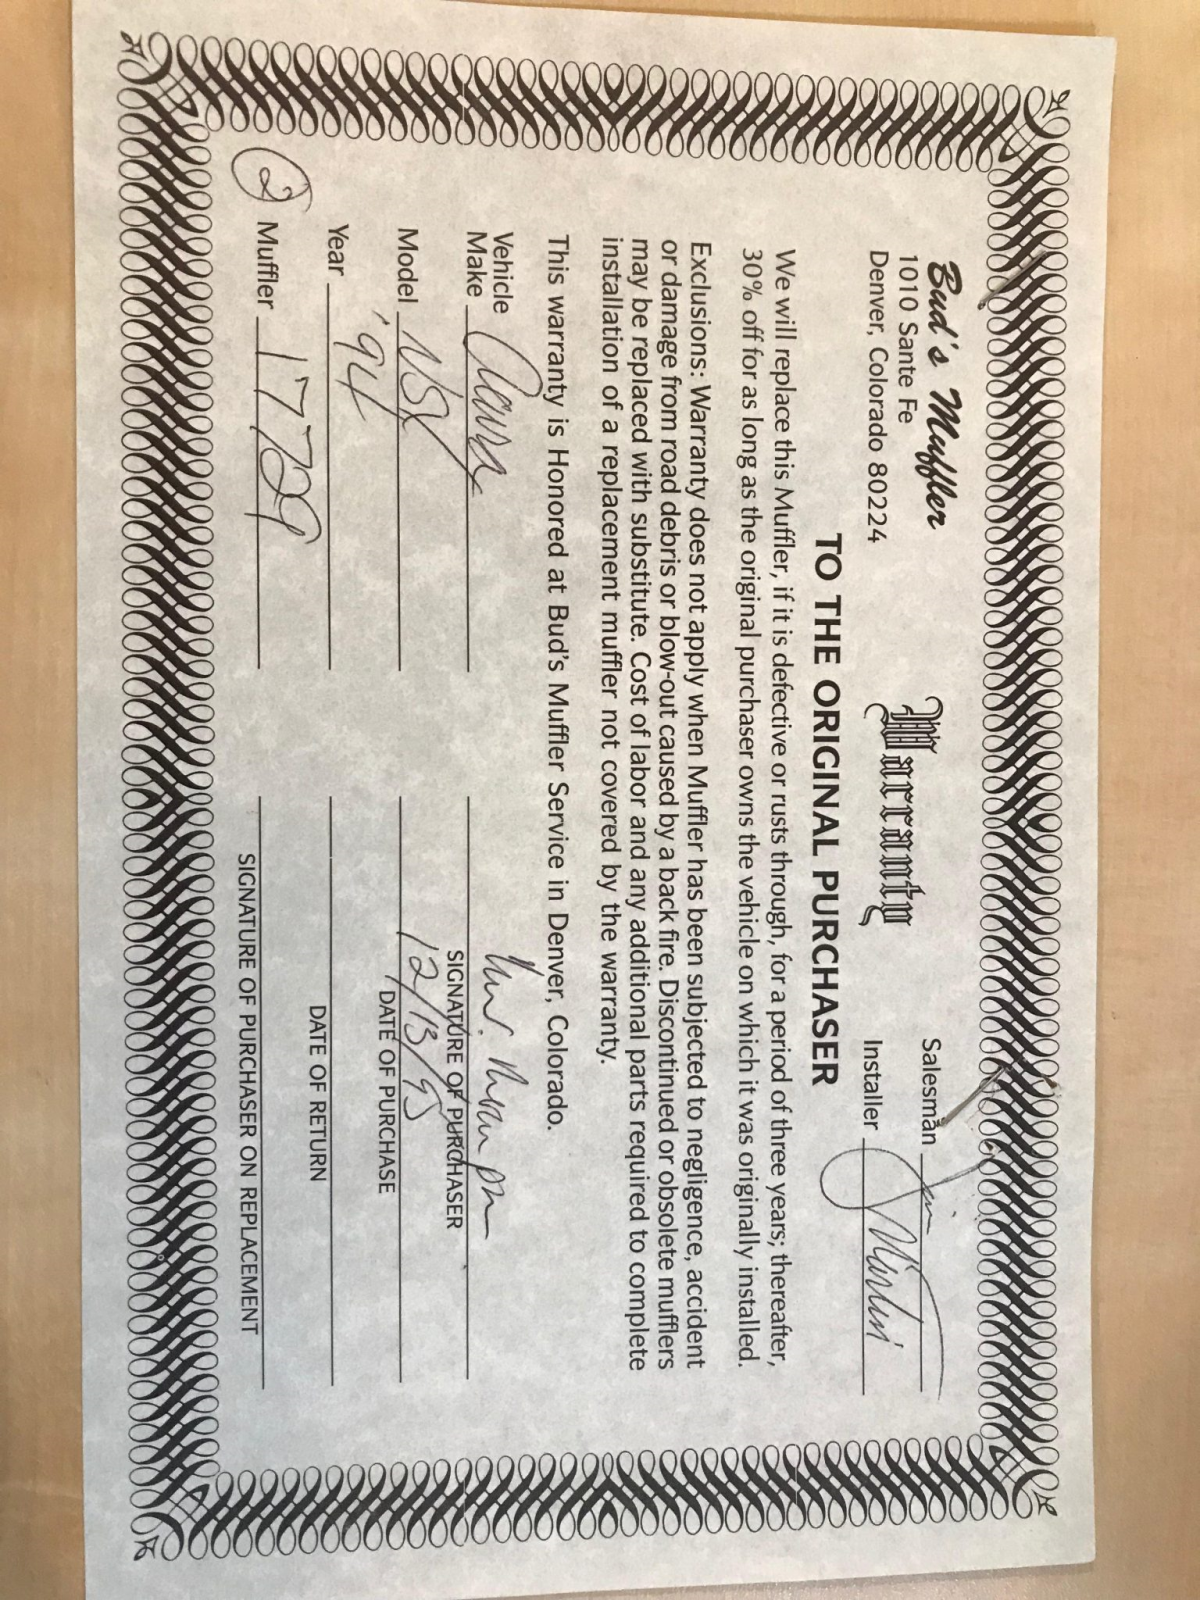 Bud's Muffler
1010 Sante Fe
Denver, Colorado 80224
Warranty
Salesman Jim
Installer
TO THE ORIGINAL PURCHASER
We will replace this Muffler, if it is defective or rusts through, for a period of three years; thereafter,
30% off for as long as the original purchaser owns the vehicle on which it was originally installed.
Exclusions: Warranty does not apply when Muffler has been subjected to negligence, accident
or damage from road debris or blow-out caused by a back fire. Discontinued or obsolete mufflers
may be replaced with substitute. Cost of labor and any additional parts required to complete
installation of a replacement muffler not covered by the warranty.
This warranty is Honored at Bud's Muffler Service in Denver, Colorado.
Vehicle
Make Acura
Model NSX
Year '94
2 Muffler 17729
SIGNATURE OF PURCHASER
12/13/95
DATE OF PURCHASE
DATE OF RETURN
SIGNATURE OF PURCHASER ON REPLACEMENT